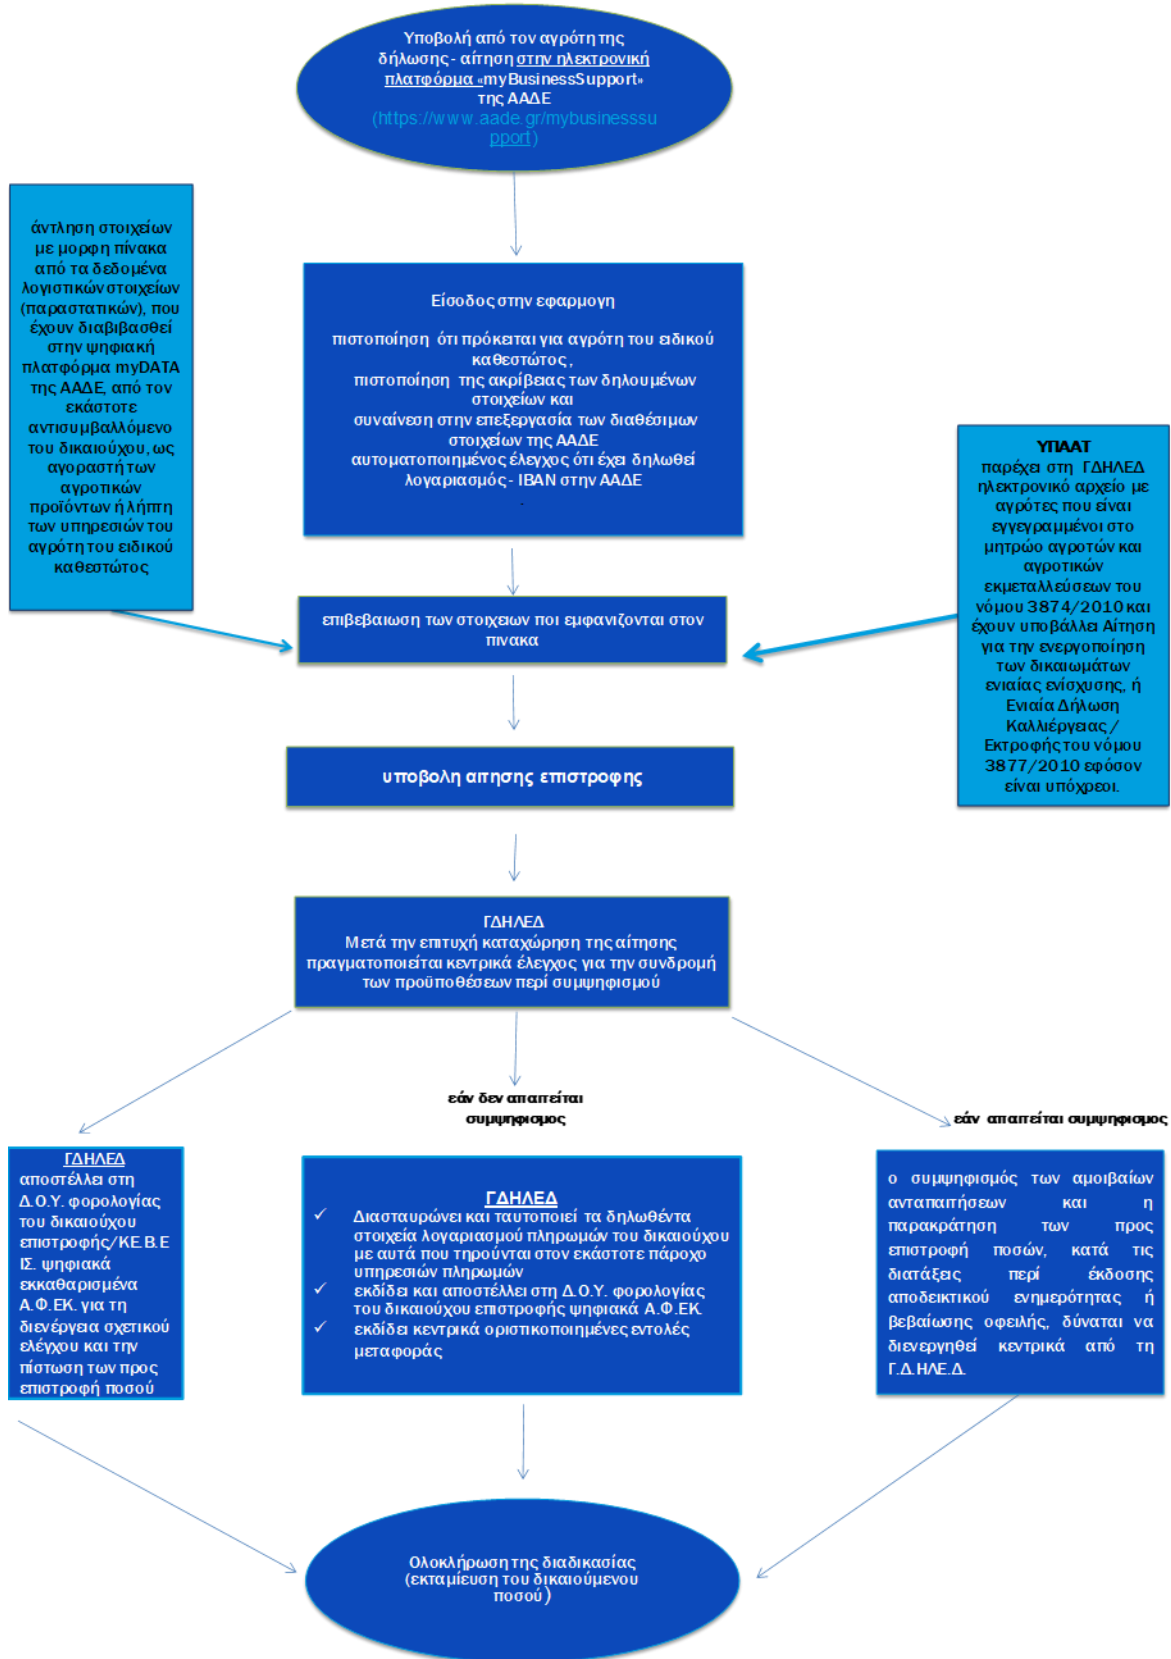 Υποβολή από τον αγρότη της
δήλωσης - αίτηση στην ηλεκτρονική
πλατφόρμα «myBusinessSupport»
της ΑΑΔΕ
(https://www.aade.gr/mybusinesssu
pport)
άντληση στοιχείων
με μορφη πίνακα
από τα δεδομένα
λογιστικών στοιχείων
(παραστατικών), που
έχουν διαβιβασθεί
στην ψηφιακή
πλατφόρμα myDATA
της ΑΑΔΕ, από τον
εκάστοτε
αντισυμβαλλόμενο
του δικαιούχου, ως
αγοραστή των
αγροτικών
προϊόντων ή λήπτη
των υπηρεσιών του
αγρότη του ειδικού
καθεστώτος
Είσοδος στην εφαρμογη
πιστοποίηση ότι πρόκειται για αγρότη του ειδικού
καθεστώτος ,
πιστοποίηση της ακρίβειας των δηλουμένων
στοιχείων και
συναίνεση στην επεξεργασία των διαθέσιμων
στοιχείων της ΑΑΔΕ
αυτοματοποιημένος έλεγχος ότι έχει δηλωθεί
λογαριασμός - IBAN στην ΑΑΔΕ
.
ΥΠΑΑΤ
παρέχει στη ΓΔΗΛΕΔ
ηλεκτρονικό αρχείο με
αγρότες που είναι
εγγεγραμμένοι στο
μητρώο αγροτών και
αγροτικών
εκμεταλλεύσεων του
νόμου 3874/2010 και
έχουν υποβάλλει Αίτηση
για την ενεργοποίηση
των δικαιωμάτων
ενιαίας ενίσχυσης, ή
Ενιαία Δήλωση
Καλλιέργειας /
Εκτροφής του νόμου
3877/2010 εφόσον
είναι υπόχρεοι.
επιβεβαιωση των στοιχειων ποι εμφανιζονται στον
πινακα
υποβολη αιτησης επιστροφης
ΓΔΗΛΕΔ
Μετά την επιτυχή καταχώρηση της αίτησης
πραγματοποιείται κεντρικά έλεγχος για την συνδρομή
των προϋποθέσεων περί συμψηφισμού
εάν δεν απαιτείται
συμψηφισμος
εάν απαιτείται συμψηφισμος
ΓΔΗΛΕΔ
αποστέλλει στη
Δ.Ο.Υ. φορολογίας
του δικαιούχου
επιστροφής/ΚΕ.Β.Ε
ΙΣ. ψηφιακά
εκκαθαρισμένα
Α.Φ.ΕΚ. για τη
διενέργεια σχετικού
ελέγχου και την
πίστωση των προς
επιστροφή ποσού
ΓΔΗΛΕΔ
✓ Διασταυρώνει και ταυτοποιεί τα δηλωθέντα
στοιχεία λογαριασμού πληρωμών του δικαιούχου
με αυτά που τηρούνται στον εκάστοτε πάροχο
υπηρεσιών πληρωμών
✓ εκδίδει και αποστέλλει στη Δ.Ο.Υ. φορολογίας
του δικαιούχου επιστροφής ψηφιακά Α.Φ.ΕΚ
✓ εκδίδει κεντρικά οριστικοποιημένες εντολές
μεταφοράς
ο συμψηφισμός των αμοιβαίων
ανταπαιτήσεων και η
παρακράτηση των προς
επιστροφή ποσών, κατά τις
διατάξεις περί έκδοσης
αποδεικτικού ενημερότητας ή
βεβαίωσης οφειλής, δύναται να
διενεργηθεί κεντρικά από τη
Γ.Δ.ΗΛΕ.Δ.
Ολοκλήρωση της διαδικασίας
(εκταμίευση του δικαιούμενου
ποσού)